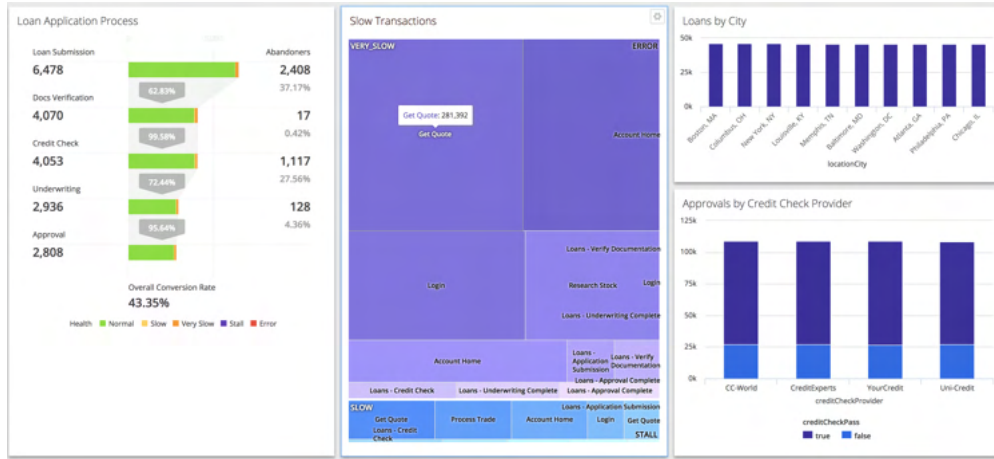 Loan Application Process
Loan Submission
Abandoners
6,478
2,408
62.83%
37.17%
Docs Verification
4,070
17
99.58%
0.42%
Credit Check
4,053
1,117
72.44%
27.56%
Underwriting
2,936
128
95.64%
4.36%
Approval
2,808
Overall Conversion Rate
43.35%
Health Normal Slow Very Slow Stall Error
Slow Transactions
VERY_SLOW
ERROR
Get Quote: 281,392
Get Quote
Account Home
Login
Loans - Verify Documentation
Research Stock
Login
Loans - Underwriting Complete
Account Home
Loans -
Application
Submission
Loans - Verify
Documentation
Loans - Approval Complete
Loans - Credit Check
Loans - Underwriting Complete
Loans - Approval Complete
SLOW
Loans - Application Submission
Get Quote
Process Trade
Account Home
Login
Get Quote
Loans - Credit
Check
STALL
Loans by City
50k
25k
0k
Boston, MA
Columbus, OH
New York, NY
Louisville, KY
Memphis, TN
Baltimore, MO
Washington, DC
Atlanta, GA
Philadelphia, PA
Chicago, IL
locationCity
Approvals by Credit Check Provider
125k
100k
75k
50k
25k
0k
CC-World
CreditExperts
YourCredit
Uni-Credit
creditCheckProvider
creditCheckPass
true false